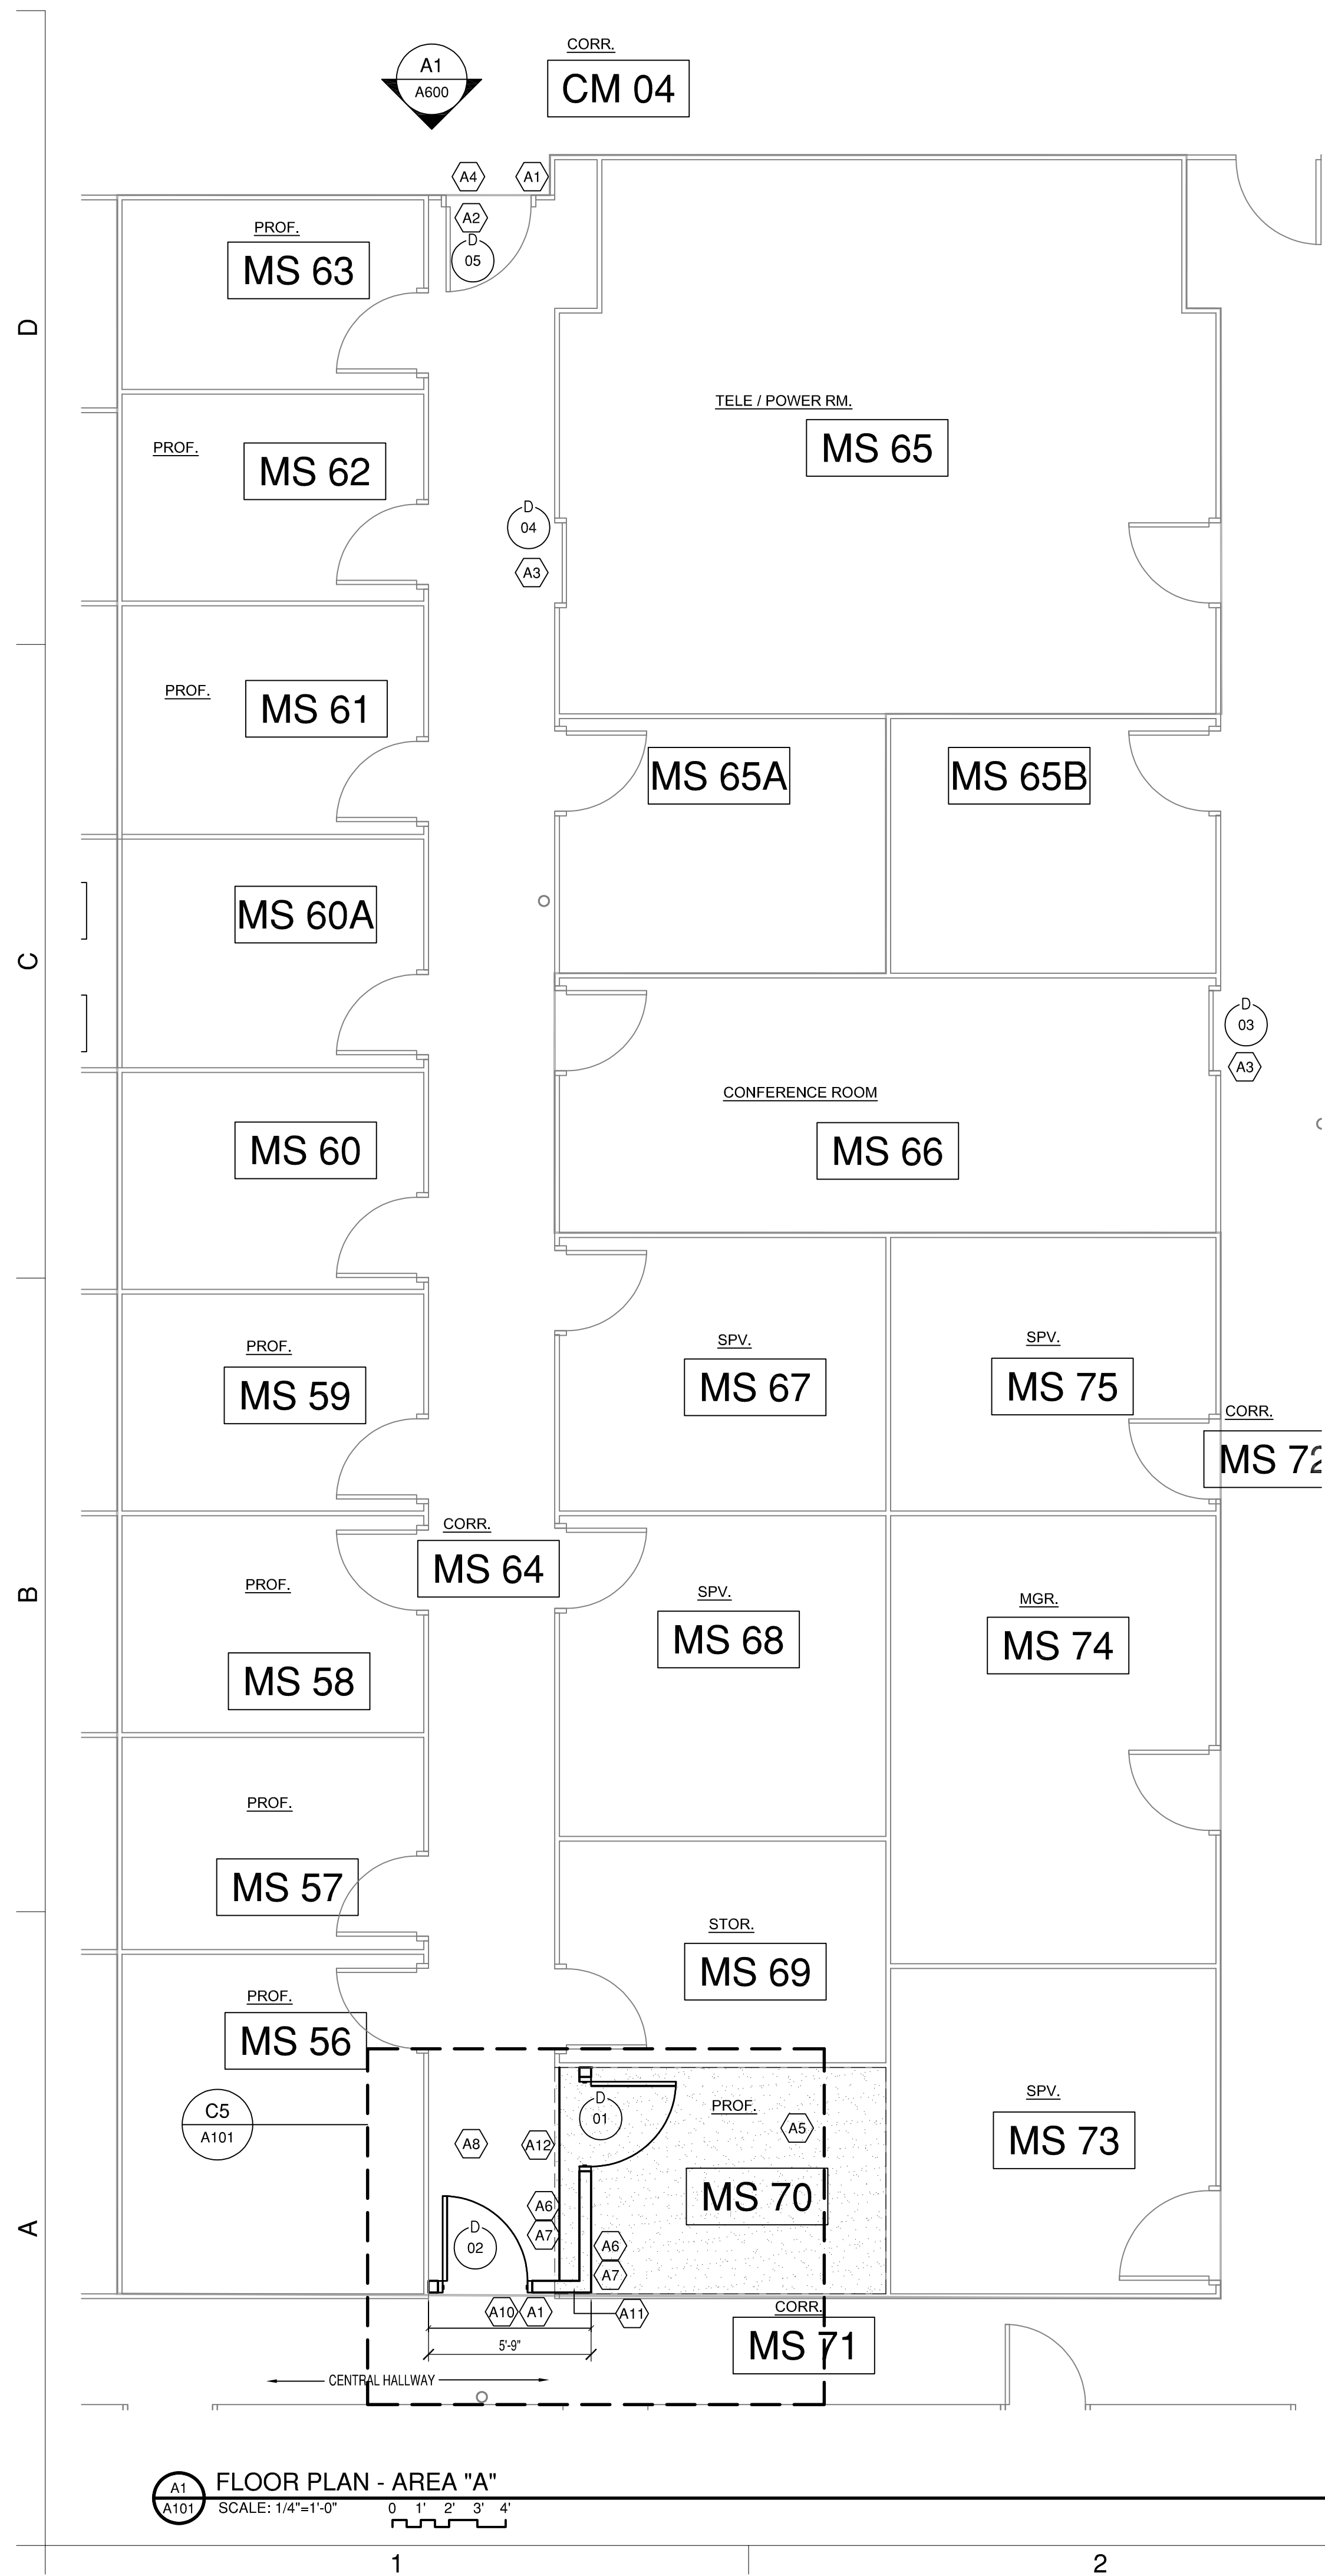 CORR.
A1
A600
CM 04
A4
A1
A2
D
05
PROF.
MS 63
D
TELE / POWER RM.
MS 65
PROF.
MS 62
D
04
A3
PROF.
MS 61
MS 65A
MS 65B
MS 60A
C
D
03
A3
CONFERENCE ROOM
MS 66
MS 60
PROF.
MS 59
SPV.
MS 67
SPV.
MS 75
CORR.
MS 72
CORR.
MS 64
B
PROF.
MS 58
SPV.
MS 68
MGR.
MS 74
PROF.
MS 57
STOR.
MS 69
PROF.
MS 56
C5
A101
D
01
PROF.
A5
A8
A12
MS 70
SPV.
MS 73
A
A6
A7
D
02
A6
A7
A10
A1
A11
CORR.
MS 71
5'-9"
CENTRAL HALLWAY
A1
A101
FLOOR PLAN - AREA "A"
SCALE: 1/4"=1'-0"
0 1' 2' 3' 4'
1
2